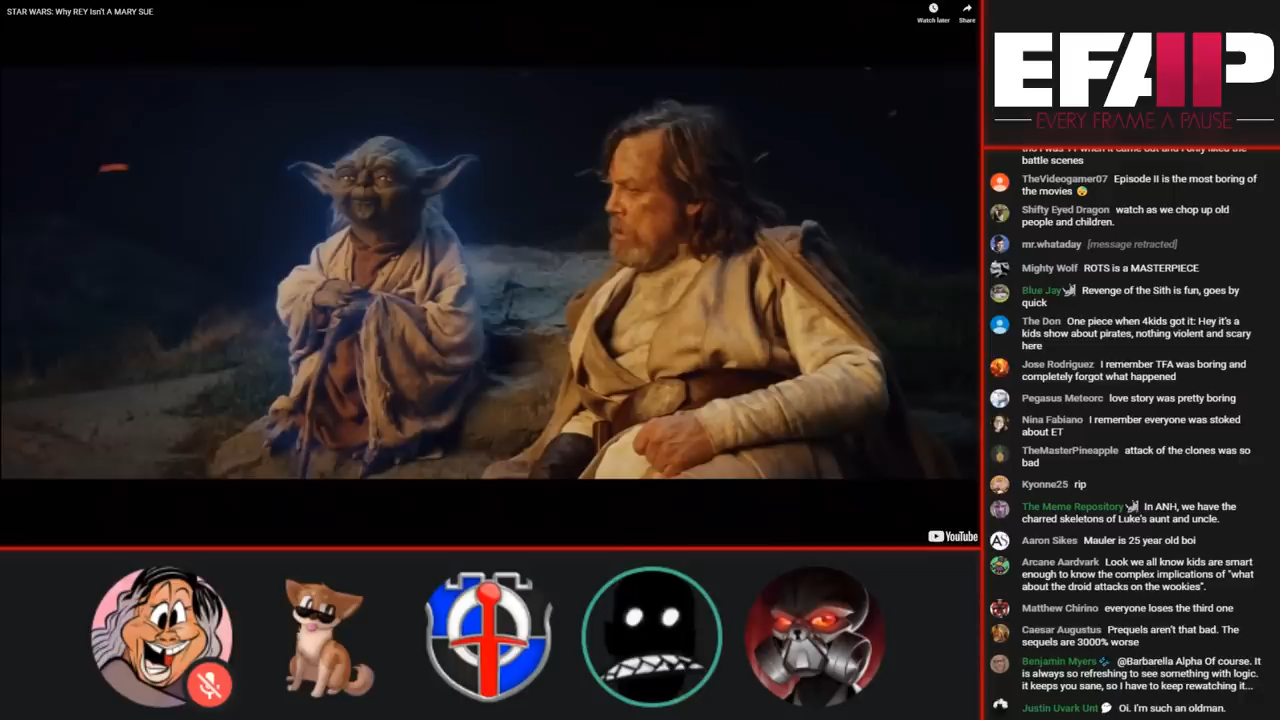 STAR WARS: Why REY Isn't A MARY SUE
Watch later
Share
YouTube
EFAP
EVERY FRAME A PAUSE
battle scenes
TheVideogamer07 Episode II is the most boring of
the movies 😴
Shifty Eyed Dragon watch as we chop up old
people and children.
mr.whataday [message retracted]
Mighty Wolf ROTS is a MASTERPIECE
Blue Jay Revenge of the Sith is fun, goes by
quick
The Don One piece when 4kids got it: Hey it's a
kids show about pirates, nothing violent and scary
here
Jose Rodriguez I remember TFA was boring and
completely forgot what happened
Pegasus Meteorc love story was pretty boring
Nina Fabiano I remember everyone was stoked
about ET
TheMasterPineapple attack of the clones was so
bad
Kyonne25 rip
The Meme Repository In ANH, we have the
charred skeletons of Luke's aunt and uncle.
AS
Aaron Sikes Mauler is 25 year old boi
Arcane Aardvark Look we all know kids are smart
enough to know the complex implications of "what
about the droid attacks on the wookies".
Matthew Chirino everyone loses the third one
Caesar Augustus Prequels aren't that bad. The
sequels are 3000% worse
Benjamin Myers @Barbarella Alpha Of course. It
is always so refreshing to see something with logic.
it keeps you sane, so I have to keep rewatching it...
Justin Uvark Unt Oi. I'm such an oldman.